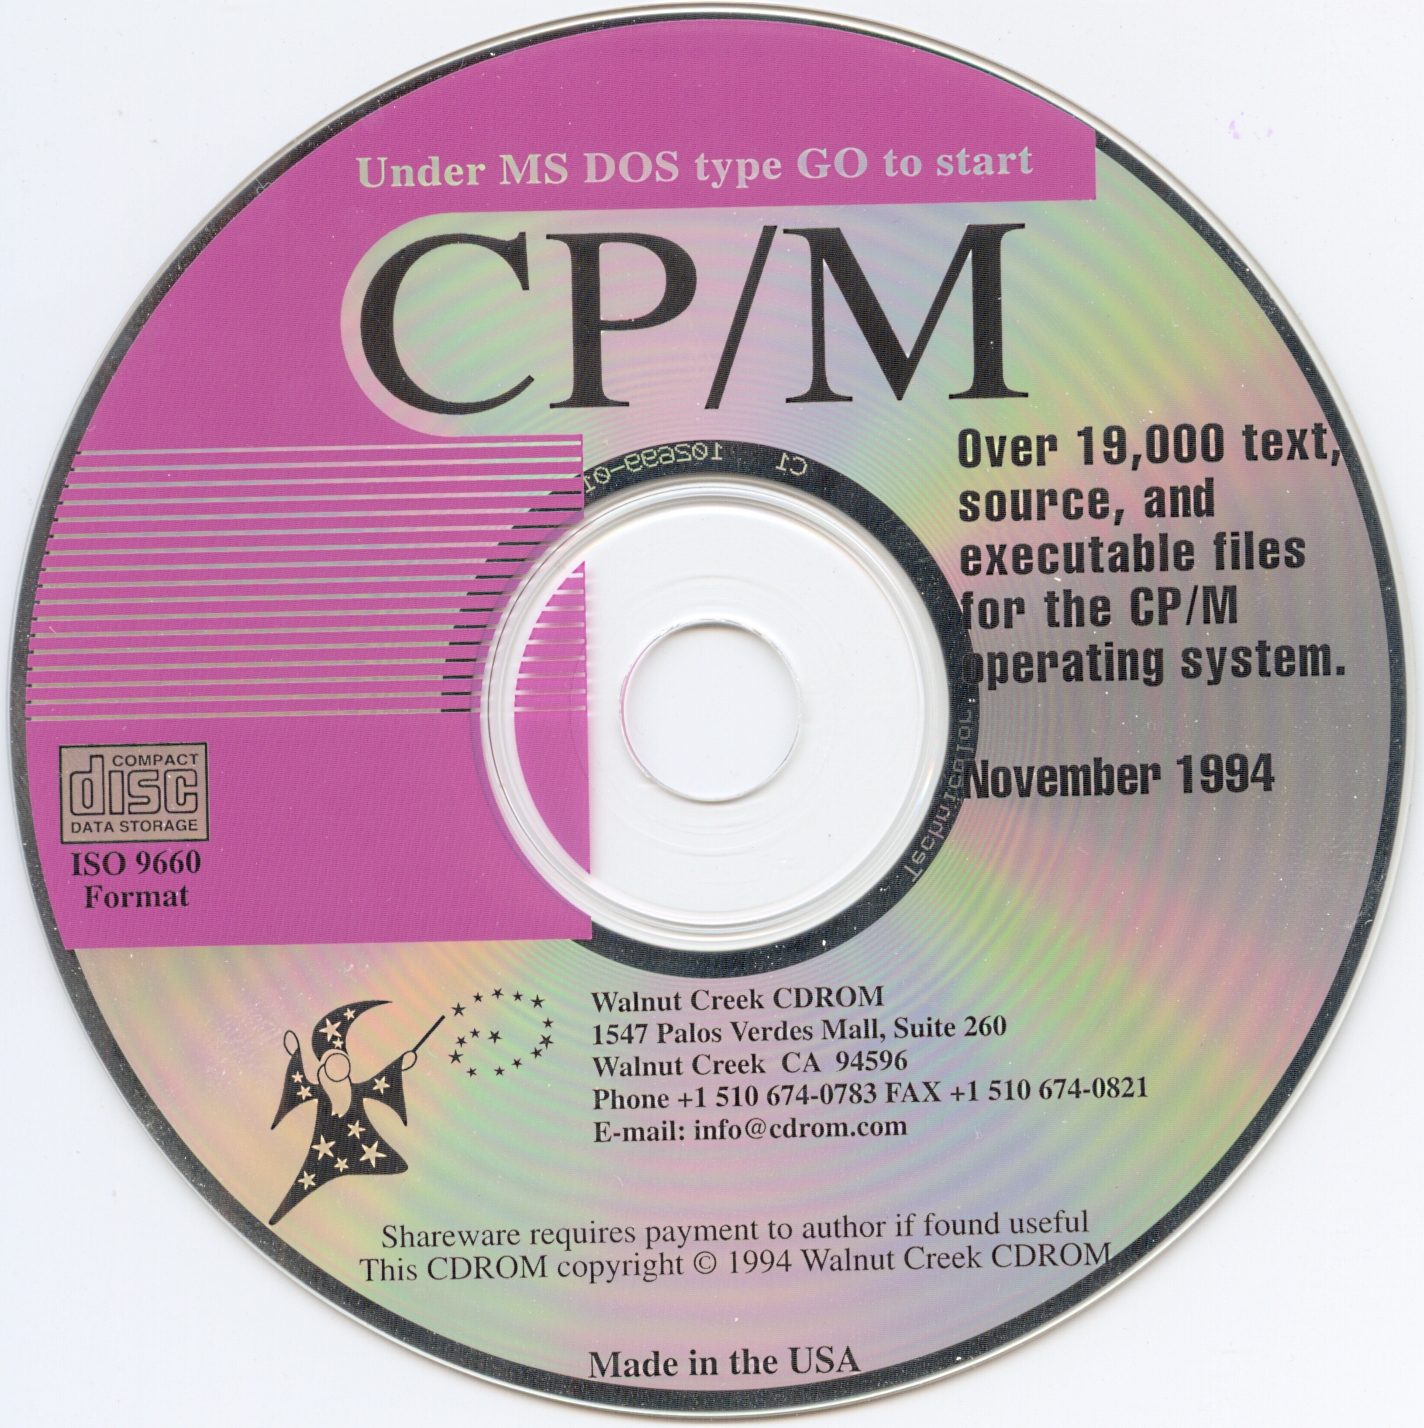 Under MS DOS type GO to start
CP/M
Over 19,000 text,
source, and
executable files
for the CP/M
operating system.
November 1994
102699-01 C1
COMPACT
disc
DATA STORAGE
ISO 9660
Format
Walnut Creek CDROM
1547 Palos Verdes Mall, Suite 260
Walnut Creek CA 94596
Phone +1 510 674-0783 FAX +1 510 674-0821
E-mail: info@cdrom.com
Shareware requires payment to author if found useful
This CDROM copyright © 1994 Walnut Creek CDROM
Made in the USA